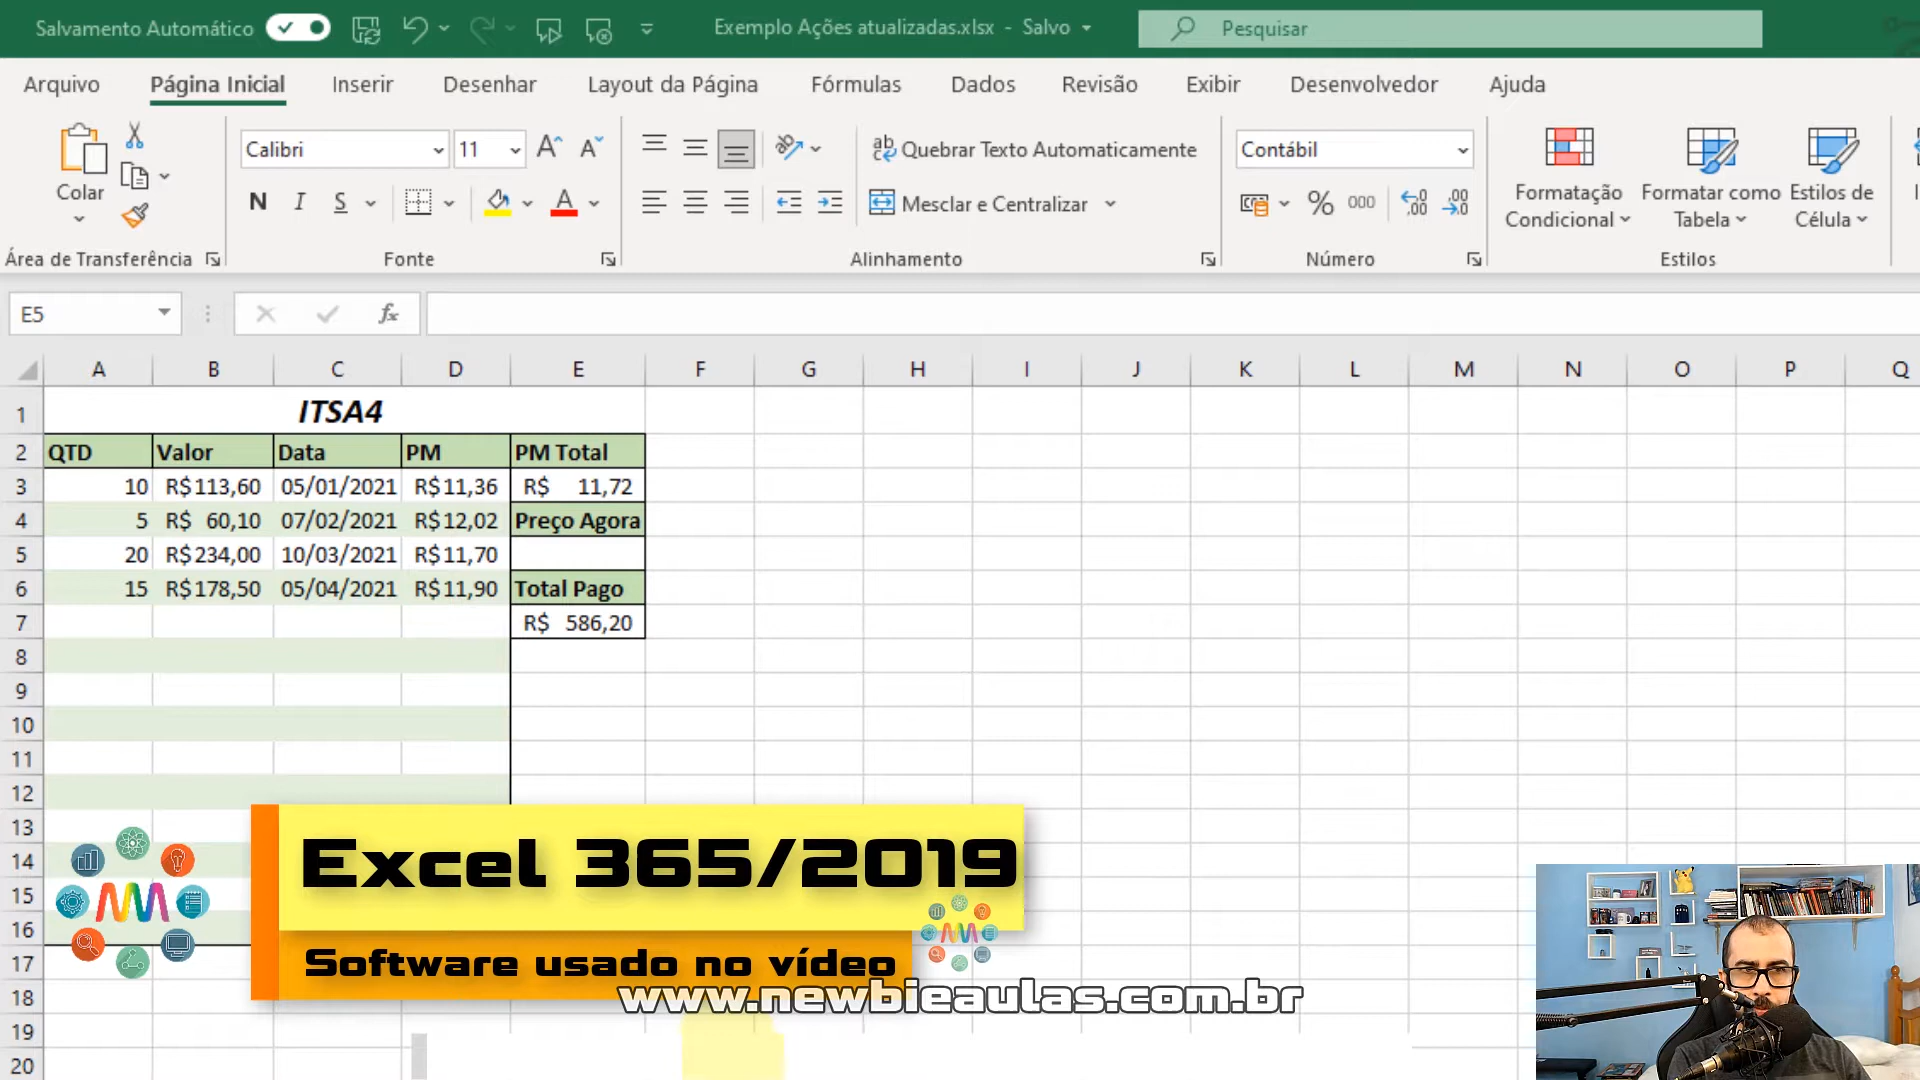 Salvamento Automático
Exemplo Ações atualizadas.xlsx - Salvo
Pesquisar
Arquivo Página Inicial Inserir Desenhar Layout da Página Fórmulas Dados Revisão Exibir Desenvolvedor Ajuda
Colar
Calibri 11
Quebrar Texto Automaticamente
Contábil
N I S
Mesclar e Centralizar
% 000
Formatação Condicional
Formatar como Tabela
Estilos de Célula
Área de Transferência Fonte Alinhamento Número Estilos
E5 fx
A B C D E F G H I J K L M N O P Q
1 ITSA4
2 QTD Valor Data PM PM Total
3 10 R$113,60 05/01/2021 R$11,36 R$ 11,72
4 5 R$ 60,10 07/02/2021 R$12,02 Preço Agora
5 20 R$234,00 10/03/2021 R$11,70
6 15 R$178,50 05/04/2021 R$11,90 Total Pago
7 R$ 586,20
8
9
10
11
12
13
14
15
16
17
18
19
20
Excel 365/2019
Software usado no vídeo
www.newbieaulas.com.br